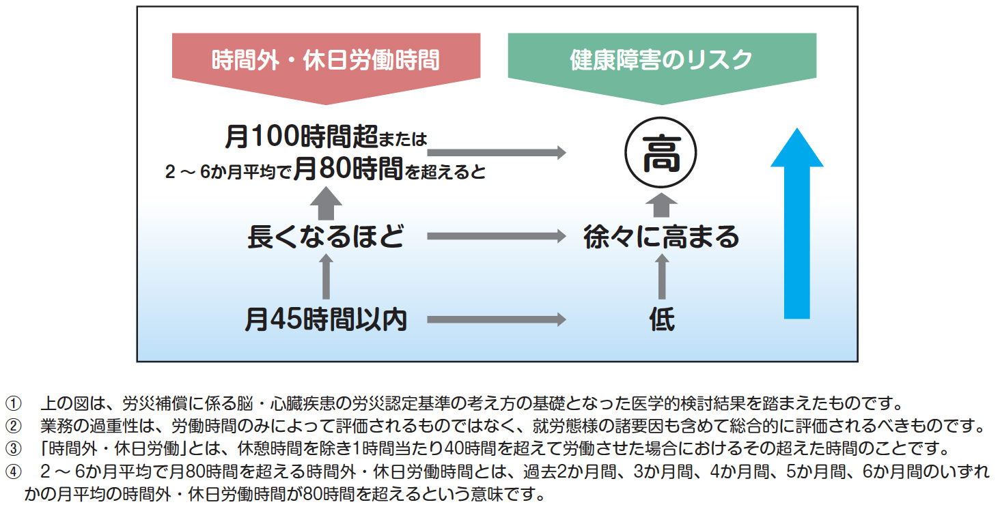 時間外・休日労働時間
健康障害のリスク
月100時間超または
2～6か月平均で月80時間を超えると
高
長くなるほど
徐々に高まる
月45時間以内
低
① 上の図は、労災補償に係る脳・心臓疾患の労災認定基準の考え方の基礎となった医学的検討結果を踏まえたものです。
② 業務の過重性は、労働時間のみによって評価されるものではなく、就労態様の諸要因も含めて総合的に評価されるべきものです。
③ 「時間外・休日労働」とは、休憩時間を除き1時間当たり40時間を超えて労働させた場合におけるその超えた時間のことです。
④ 2～6か月平均で月80時間を超える時間外・休日労働時間とは、過去2か月間、3か月間、4か月間、5か月間、6か月間のいずれ
かの月平均の時間外・休日労働時間が80時間を超えるという意味です。